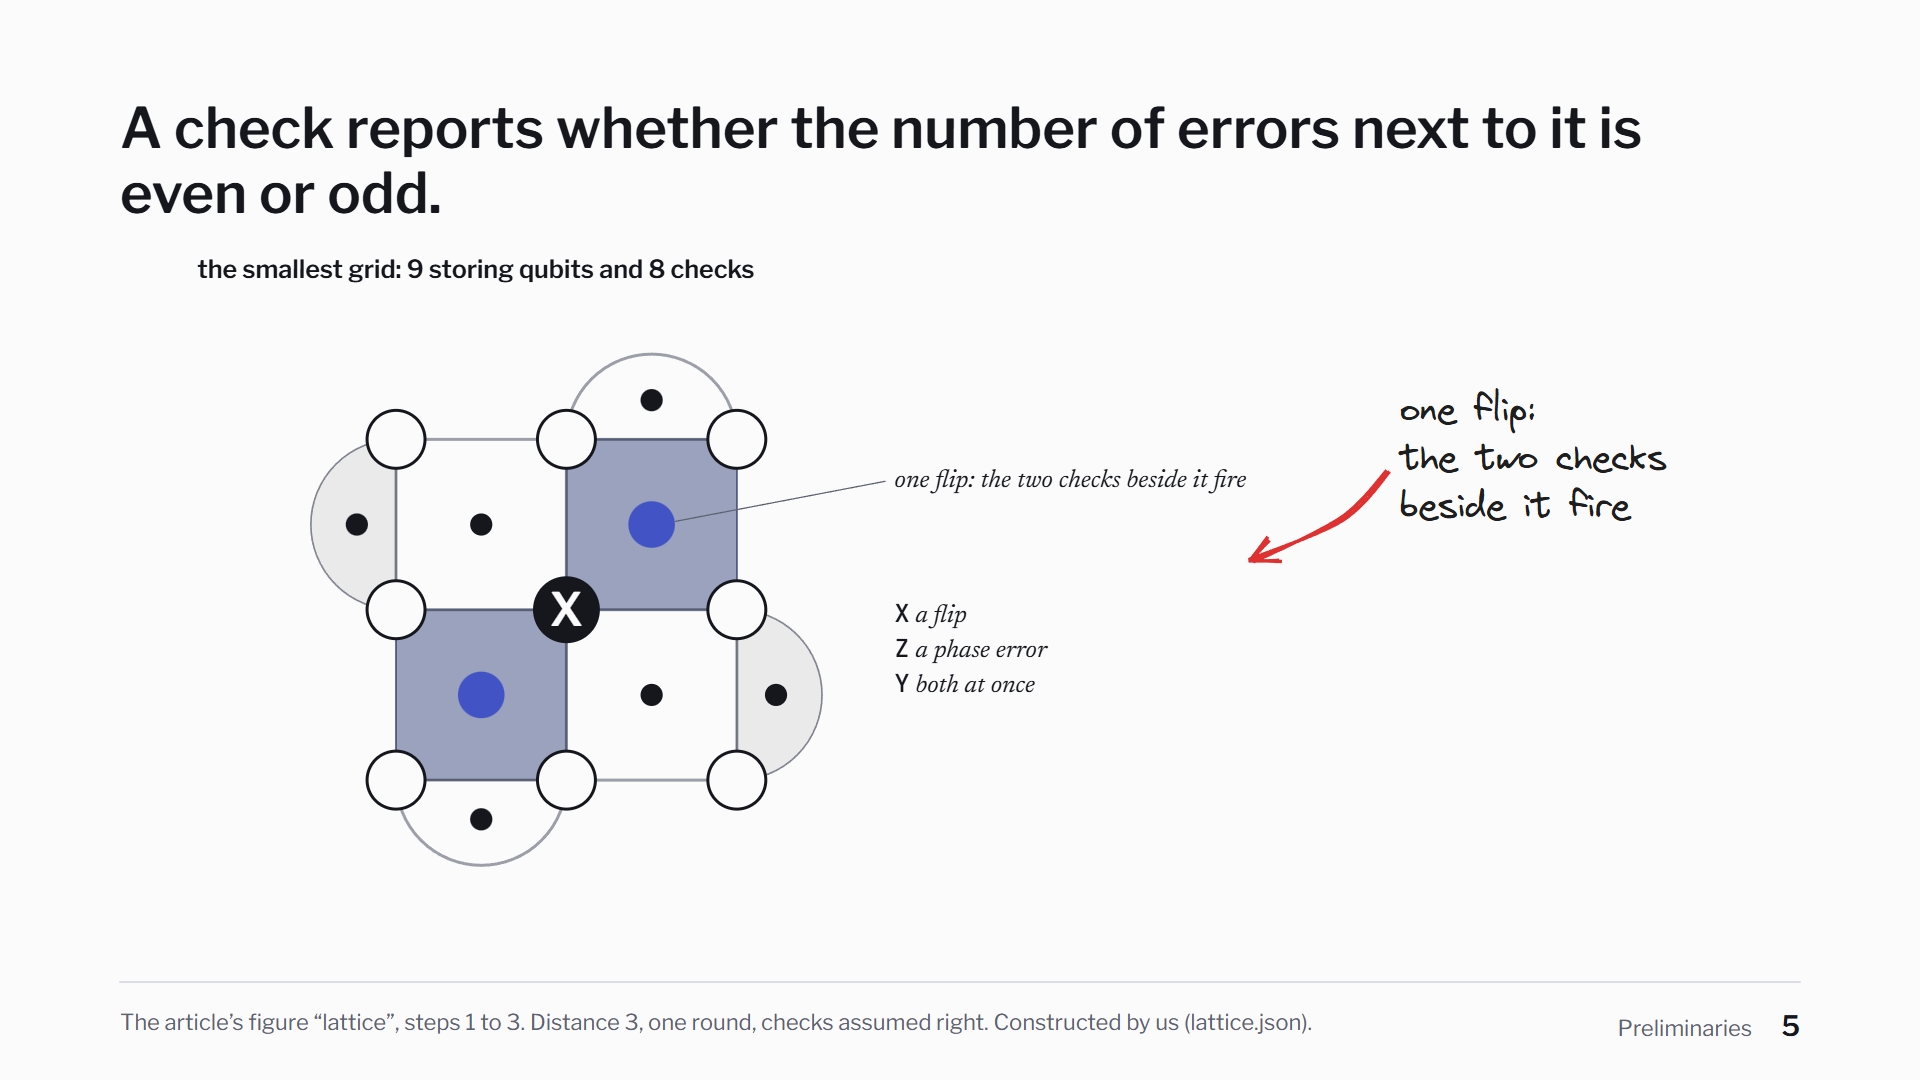 A check reports whether the number of errors next to it is
even or odd.
the smallest grid: 9 storing qubits and 8 checks
one flip: the two checks beside it fire
one flip:
the two checks
beside it fire
X
X a flip
Z a phase error
Y both at once
The article’s figure “lattice”, steps 1 to 3. Distance 3, one round, checks assumed right. Constructed by us (lattice.json).
Preliminaries 5